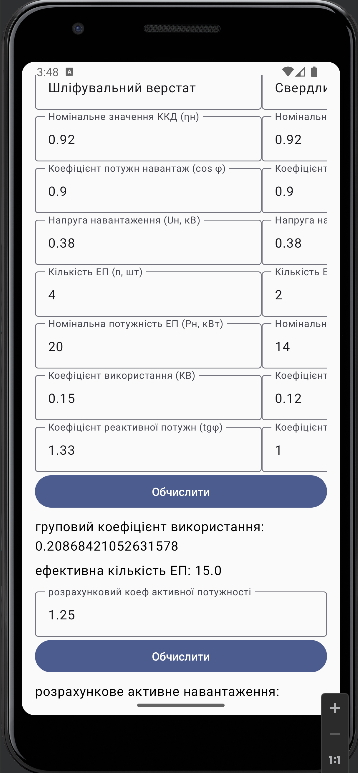 3:48 A
Шліфувальний верстат Свердли
Номінальне значення ККД (ηн) Номінальн
0.92 0.92
Коефіцієнт потужн навантаж (cos φ) Коефіцієнт
0.9 0.9
Напруга навантаження (Uн, кВ) Напруга на
0.38 0.38
Кількість ЕП (n, шт) Кількість Е
4 2
Номінальна потужність ЕП (Рн, кВт) Номінальн
20 14
Коефіцієнт використання (КВ) Коефіцієнт
0.15 0.12
Коефіцієнт реактивної потужн (tgφ) Коефіцієнт
1.33 1
Обчислити
груповий коефіцієнт використання:
0.20868421052631578
ефективна кількість ЕП: 15.0
розрахунковий коеф активної потужності
1.25
Обчислити
розрахункове активне навантаження:
+
−
1:1